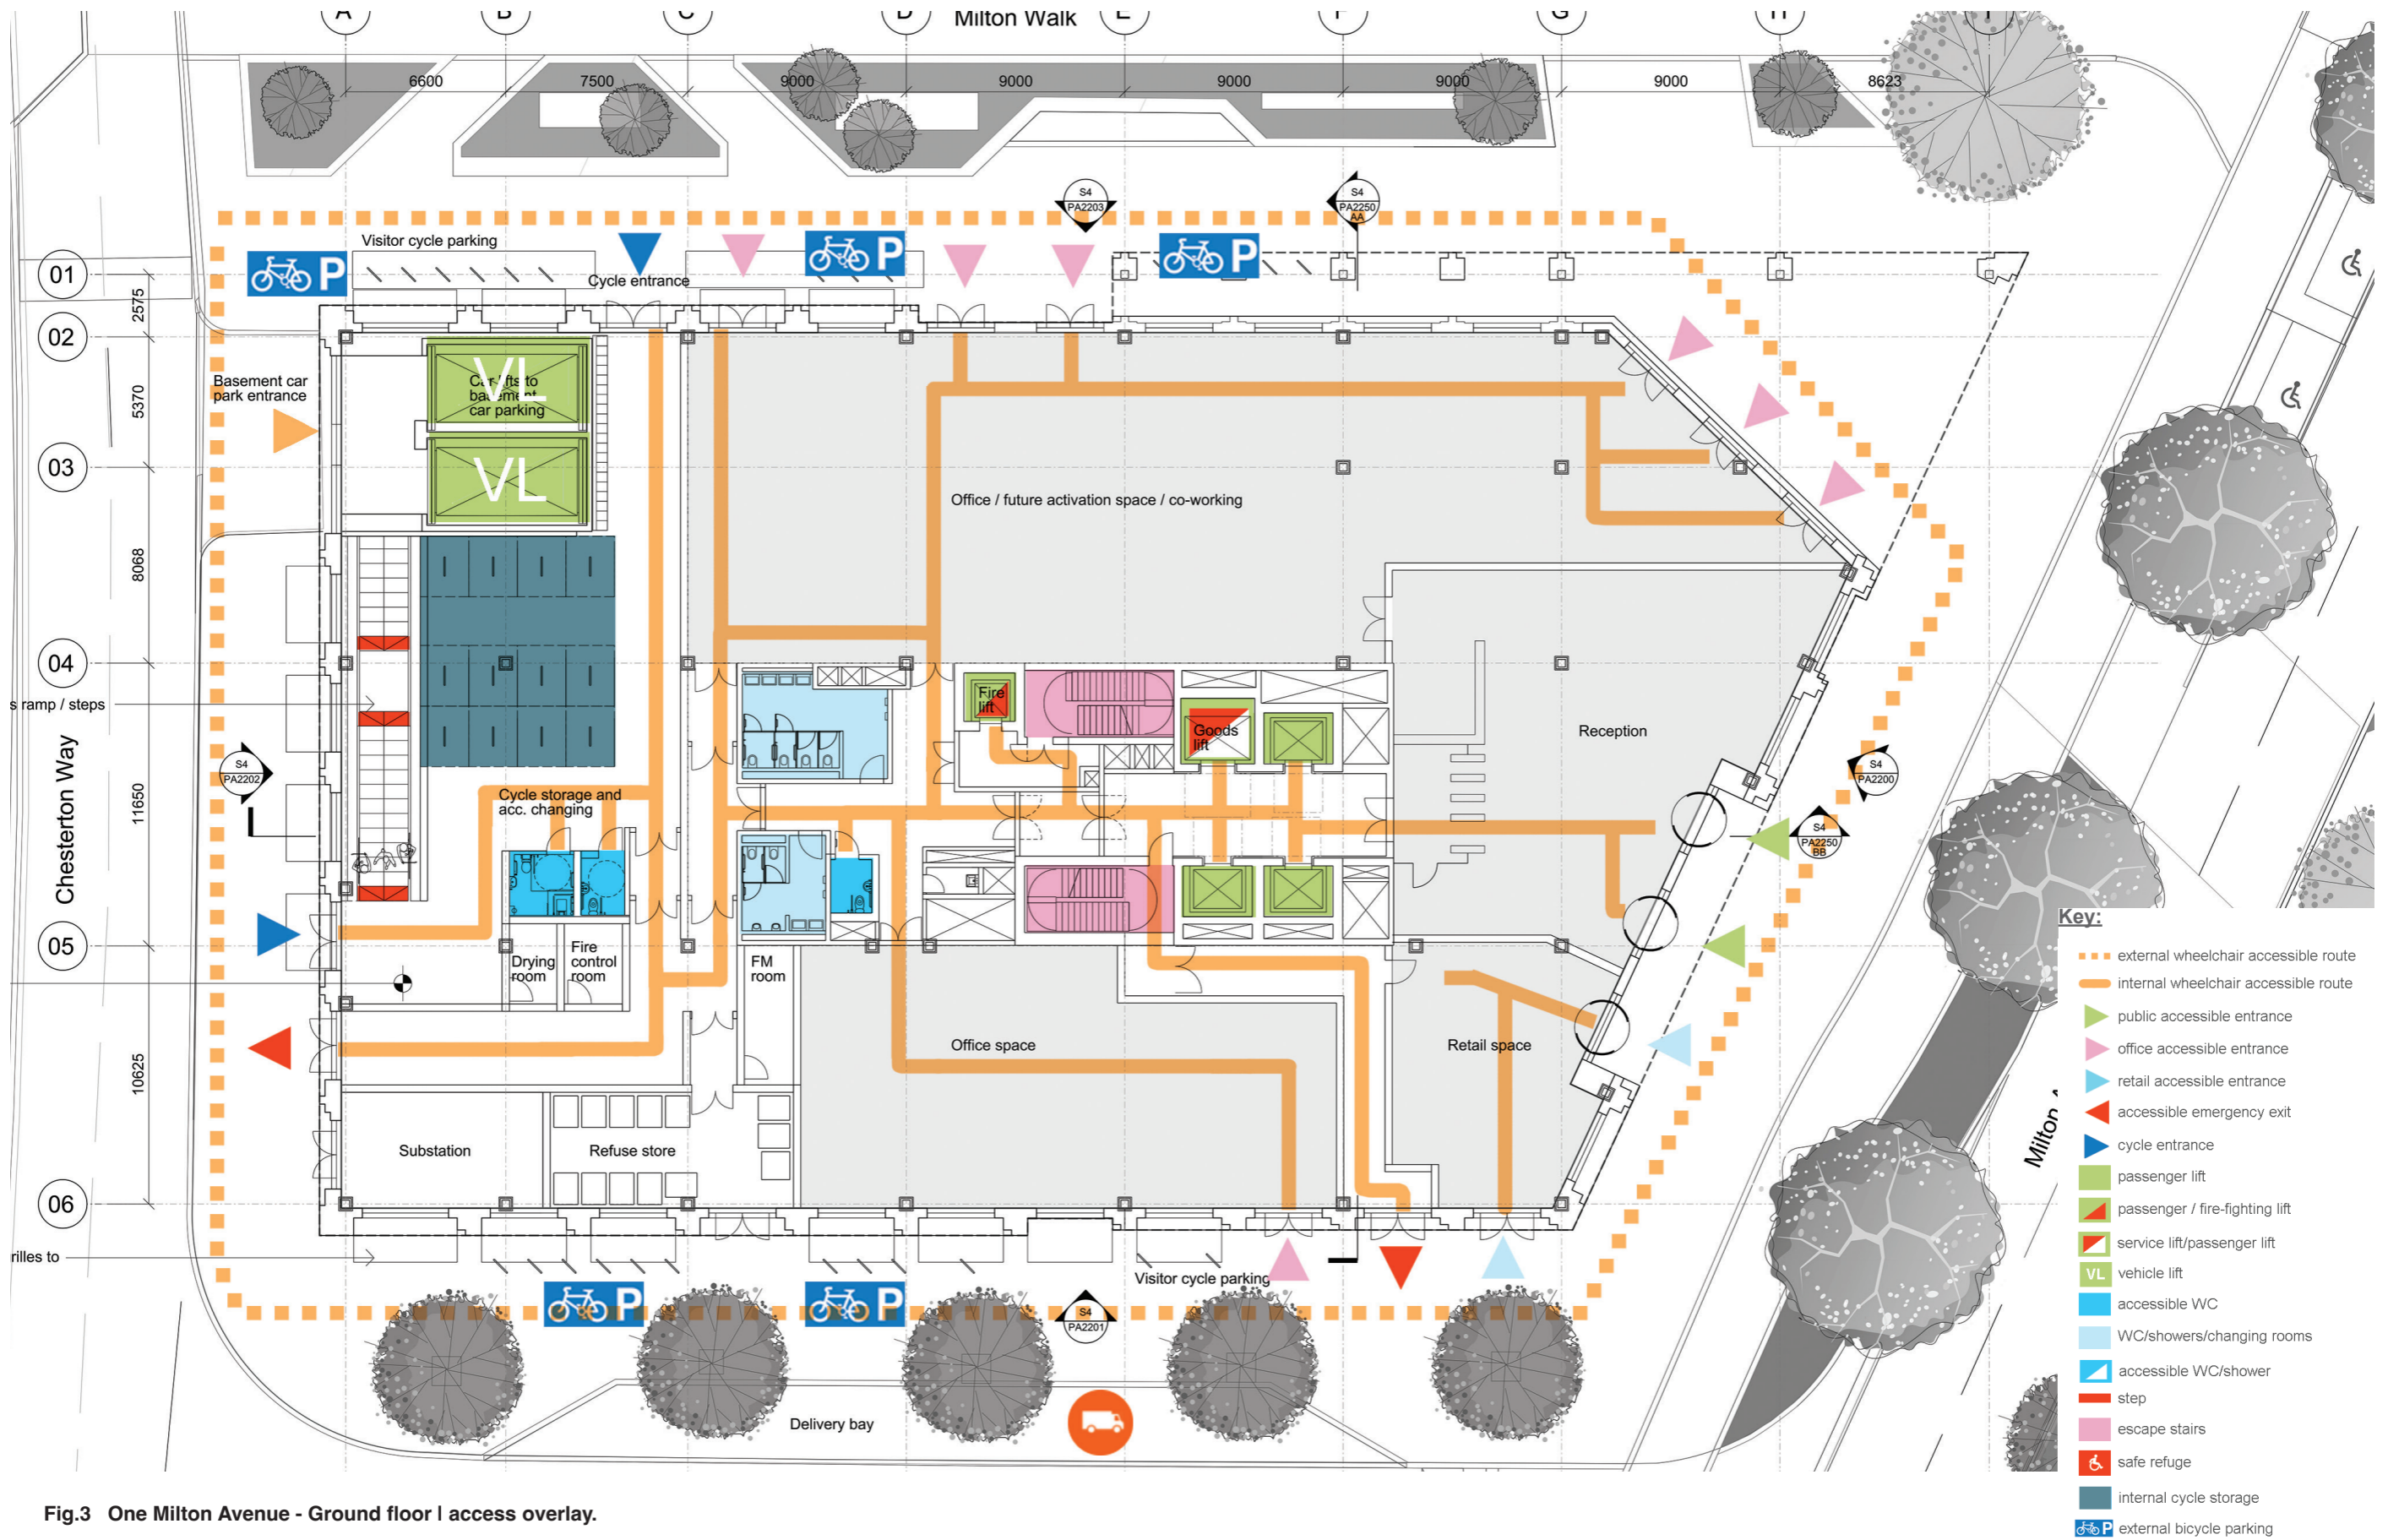 Milton Walk
A B C D E F G H
6600 7500 9000 9000 9000 9000 9000 8623
S4
PA2203
S4
PA2250
AA
Visitor cycle parking
P
P
P
Cycle entrance
01
2575
02
Basement car
park entrance
5370
VL
Car lifts to
basement
car parking
03
VL
Office / future activation space / co-working
8068
04
s ramp / steps
Fire
lift
Goods
lift
Reception
Chesterton Way
S4
PA2202
S4
PA2200
11650
Cycle storage and
acc. changing
S4
PA2250
BB
05
Drying
room
Fire
control
room
FM
room
10625
Office space
Retail space
Substation
Refuse store
06
rilles to
Visitor cycle parking
P
P
S4
PA2201
Delivery bay
Milton
Key:
external wheelchair accessible route
internal wheelchair accessible route
public accessible entrance
office accessible entrance
retail accessible entrance
accessible emergency exit
cycle entrance
passenger lift
passenger / fire-fighting lift
service lift/passenger lift
VL vehicle lift
accessible WC
WC/showers/changing rooms
accessible WC/shower
step
escape stairs
safe refuge
internal cycle storage
P external bicycle parking
Fig.3 One Milton Avenue - Ground floor | access overlay.